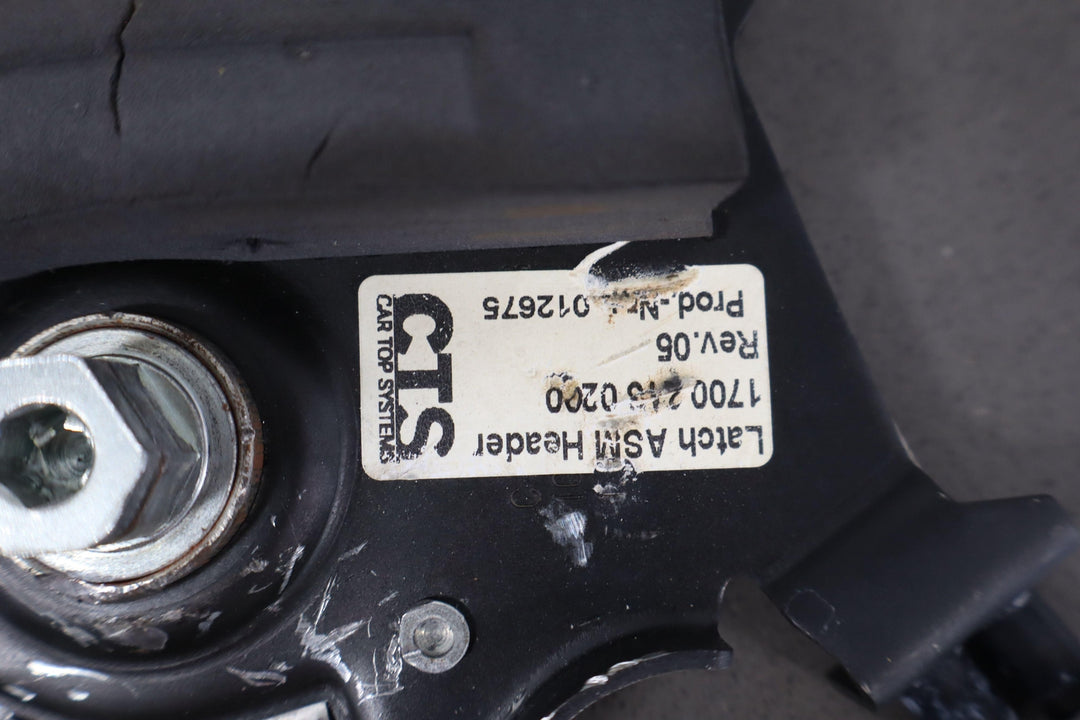 Latch ASM Header
1700 0200
Rev.05
Prod.-Nr.: 012675
CTS
CAR TOP SYSTEMS